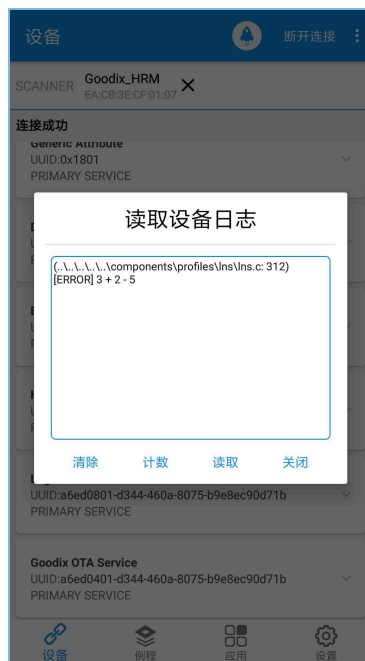 设备
断开连接
SCANNER
Goodix_HRM
EA:CB:3E:CF:01:07
连接成功
Generic Attribute
UUID:0x1801
PRIMARY SERVICE
读取设备日志
(..\..\..\..\..\components\profiles\lns\lns.c: 312)
[ERROR] 3 + 2 - 5
清除
计数
读取
关闭
UUID:a6ed0801-d344-460a-8075-b9e8ec90d71b
PRIMARY SERVICE
Goodix OTA Service
UUID:a6ed0401-d344-460a-8075-b9e8ec90d71b
PRIMARY SERVICE
设备
例程
应用
设置